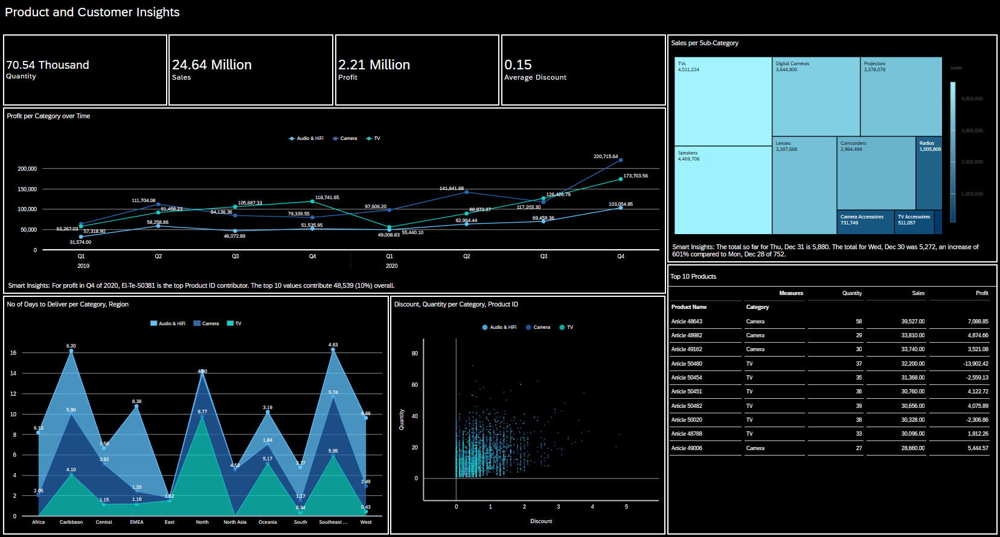 Product and Customer Insights
70.54 Thousand
Quantity
24.64 Million
Sales
2.21 Million
Profit
0.15
Average Discount
Profit per Category over Time
Audio & HiFi Camera TV
200,000
150,000
100,000
50,000
0
63,267.03
57,318.90
31,574.00
111,704.08
91,458.23
58,258.86
84,136.36
105,687.33
46,072.89
118,741.65
79,339.55
51,535.95
97,606.20
49,008.83
55,440.10
141,641.98
88,872.37
62,964.44
126,426.79
117,203.30
69,459.36
220,715.64
173,703.56
103,054.85
Q1 Q2 Q3 Q4 Q1 Q2 Q3 Q4
2019 2020
Smart Insights: For profit in Q4 of 2020, El-Te-50381 is the top Product ID contributor. The top 10 values contribute 48,539 (10%) overall.
Sales per Sub-Category
TVs
4,511,224
Speakers
4,469,708
Digital Cameras
3,644,900
Projectors
3,378,078
Lenses
3,287,668
Camcorders
2,994,499
Radios
1,005,809
Camera Accessoires
731,749
TV Accessoires
511,057
Sales
4,000,000
3,000,000
2,000,000
1,000,000
Smart Insights: The total so far for Thu, Dec 31 is 5,880. The total for Wed, Dec 30 was 5,272, an increase of
601% compared to Mon, Dec 28 of 752.
No of Days to Deliver per Category, Region
Audio & HiFi Camera TV
16
14
12
10
8
6
4
2
0
6.13
2.05
6.20
5.90
4.10
1.58
3.92
1.15
8.38
1.20
1.18
1.52
4.00
9.77
4.52
3.19
1.84
5.17
3.27
1.17
0.34
4.63
5.74
5.95
6.69
2.49
0.43
Africa Caribbean Central EMEA East North North Asia Oceania South Southeast ... West
Discount, Quantity per Category, Product ID
Audio & HiFi Camera TV
Quantity
80
60
40
20
0
0 1 2 3 4 5
Discount
Top 10 Products
Measures Quantity Sales Profit
Product Name Category
Article 48643 Camera 58 39,527.00 7,088.85
Article 48982 Camera 29 33,810.00 4,874.66
Article 49162 Camera 30 33,740.00 3,521.08
Article 50480 TV 37 32,200.00 -13,902.42
Article 50454 TV 35 31,368.00 -2,559.13
Article 50451 TV 36 30,760.00 4,122.72
Article 50482 TV 39 30,656.00 4,075.89
Article 50020 TV 38 30,328.00 -2,306.86
Article 48788 TV 33 30,096.00 1,812.26
Article 49006 Camera 27 28,660.00 5,444.57